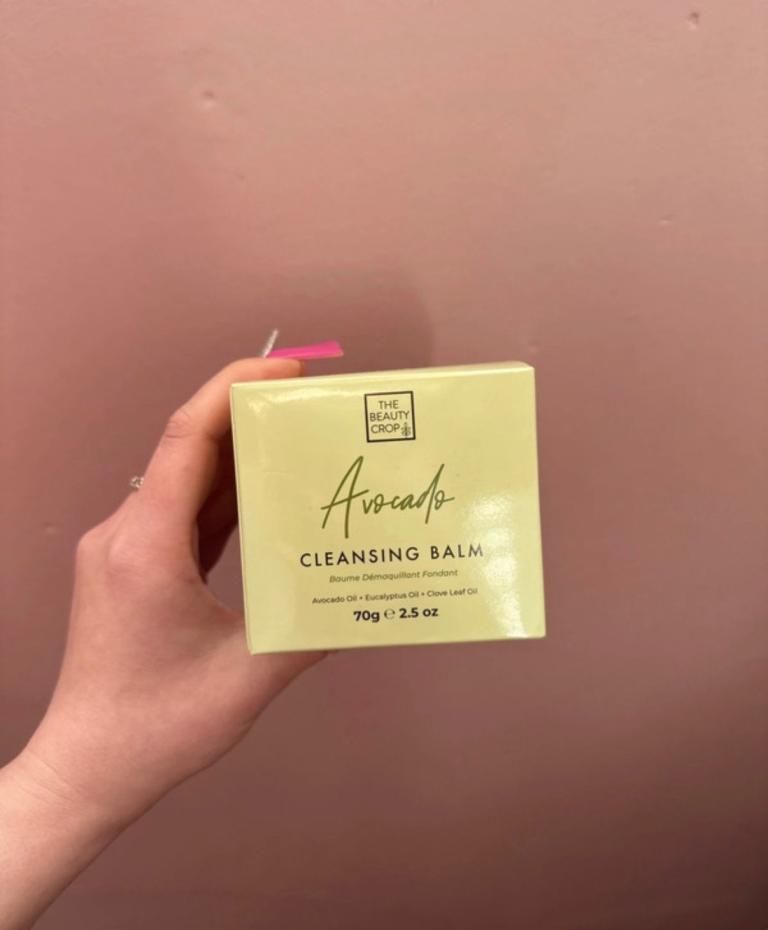 THE
BEAUTY
CROP
Avocado
CLEANSING BALM
Baume Démaquillant Fondant
Avocado Oil • Eucalyptus Oil • Clove Leaf Oil
70g ℮ 2.5 oz